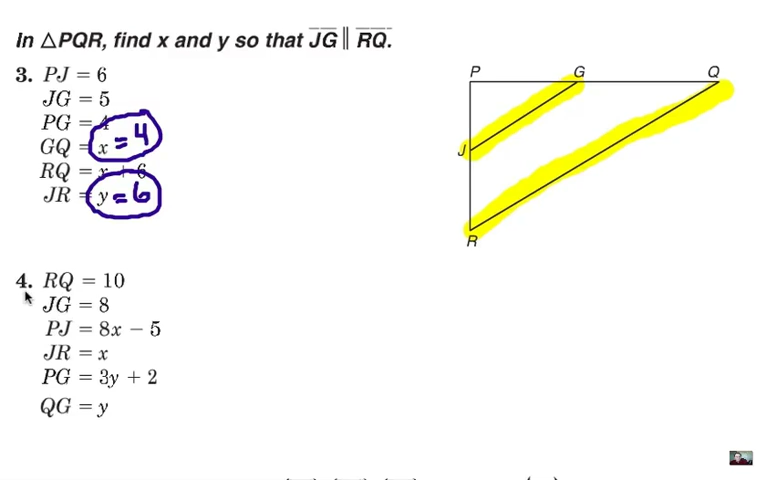 In △PQR, find x and y so that JG ∥ RQ.
3. PJ = 6
JG = 5
PG = 4
GQ = x = 4
RQ = x + 6
JR = y = 6
P G Q
J
R
4. RQ = 10
JG = 8
PJ = 8x − 5
JR = x
PG = 3y + 2
QG = y